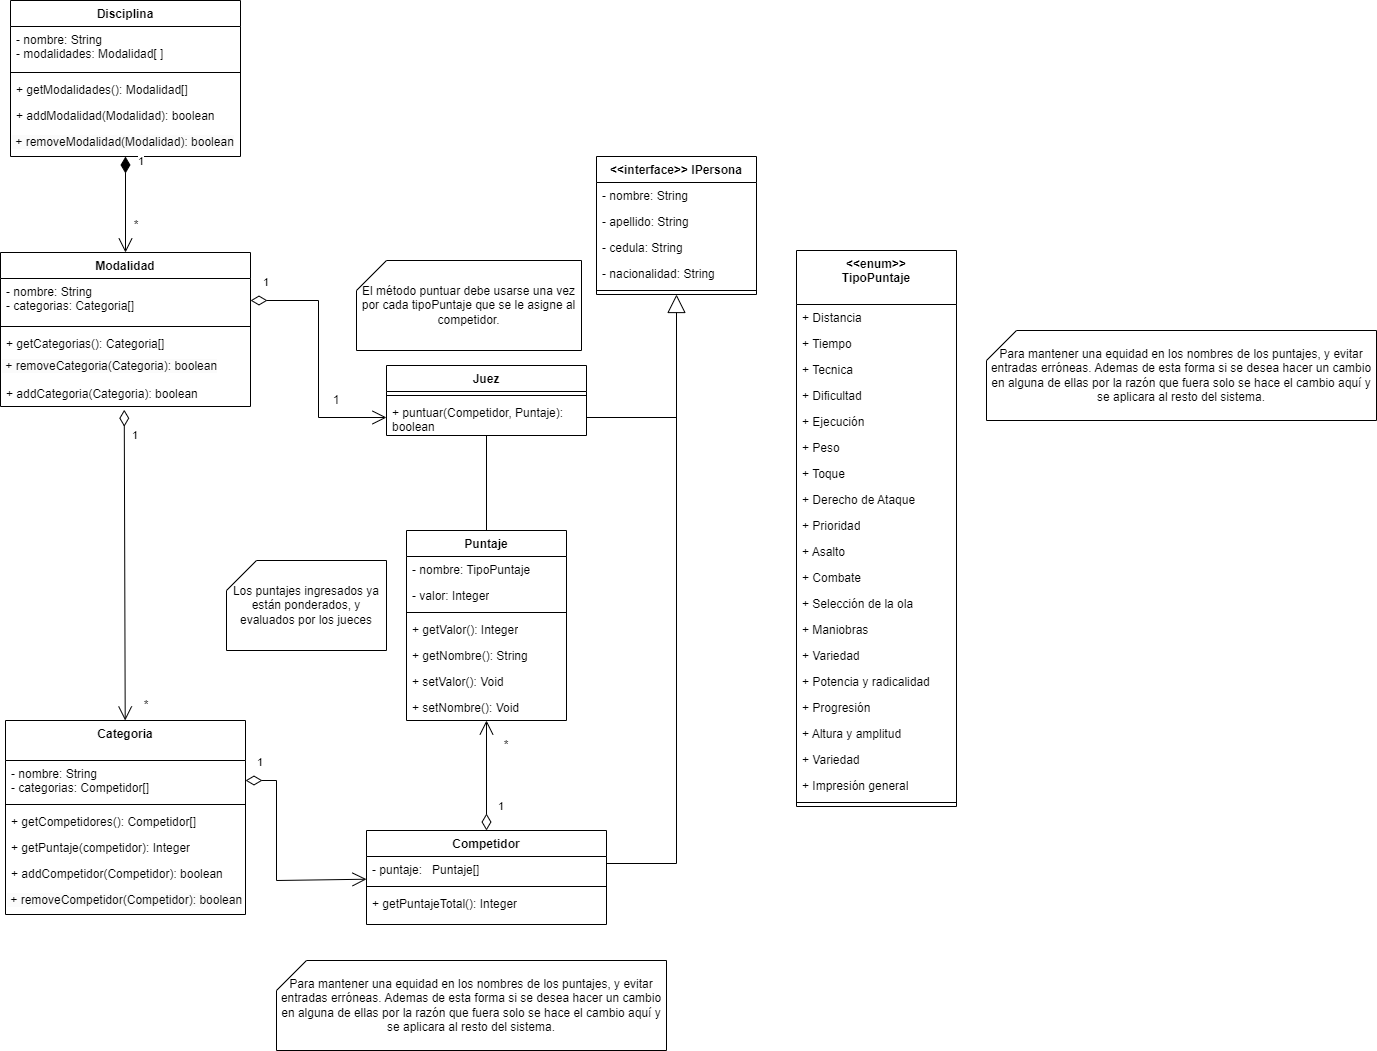 Disciplina
- nombre: String
- modalidades: Modalidad[ ]
+ getModalidades(): Modalidad[]
+ addModalidad(Modalidad): boolean
+ removeModalidad(Modalidad): boolean
1
*
Modalidad
- nombre: String
- categorias: Categoria[]
+ getCategorias(): Categoria[]
+ removeCategoria(Categoria): boolean
+ addCategoria(Categoria): boolean
1
1
1
*
El método puntuar debe usarse una vez
por cada tipoPuntaje que se le asigne al
competidor.
Juez
+ puntuar(Competidor, Puntaje):
boolean
<<interface>> IPersona
- nombre: String
- apellido: String
- cedula: String
- nacionalidad: String
<<enum>>
TipoPuntaje
+ Distancia
+ Tiempo
+ Tecnica
+ Dificultad
+ Ejecución
+ Peso
+ Toque
+ Derecho de Ataque
+ Prioridad
+ Asalto
+ Combate
+ Selección de la ola
+ Maniobras
+ Variedad
+ Potencia y radicalidad
+ Progresión
+ Altura y amplitud
+ Variedad
+ Impresión general
Para mantener una equidad en los nombres de los puntajes, y evitar
entradas erróneas. Ademas de esta forma si se desea hacer un cambio
en alguna de ellas por la razón que fuera solo se hace el cambio aquí y
se aplicara al resto del sistema.
Los puntajes ingresados ya
están ponderados, y
evaluados por los jueces
Puntaje
- nombre: TipoPuntaje
- valor: Integer
+ getValor(): Integer
+ getNombre(): String
+ setValor(): Void
+ setNombre(): Void
*
1
Categoria
- nombre: String
- categorias: Competidor[]
+ getCompetidores(): Competidor[]
+ getPuntaje(competidor): Integer
+ addCompetidor(Competidor): boolean
+ removeCompetidor(Competidor): boolean
1
Competidor
- puntaje: Puntaje[]
+ getPuntajeTotal(): Integer
Para mantener una equidad en los nombres de los puntajes, y evitar
entradas erróneas. Ademas de esta forma si se desea hacer un cambio
en alguna de ellas por la razón que fuera solo se hace el cambio aquí y
se aplicara al resto del sistema.